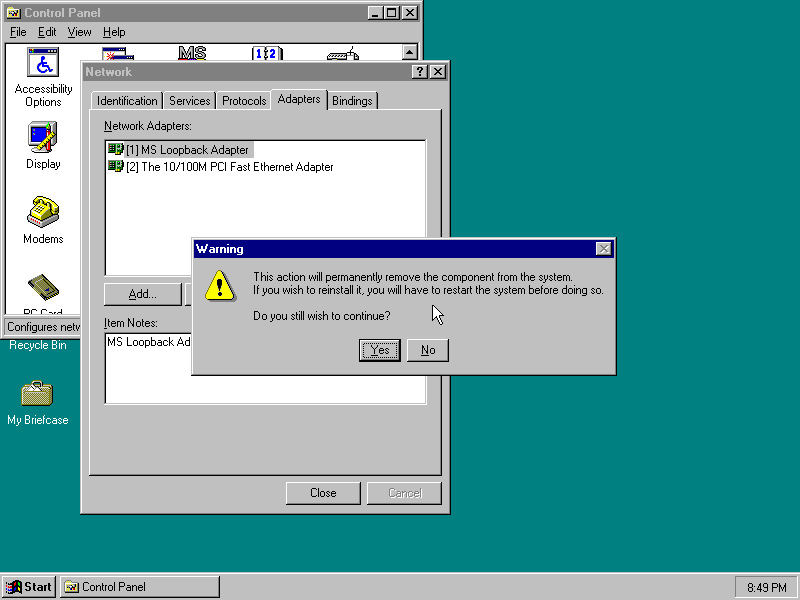 Control Panel
File Edit View Help
MS
Accessibility
Options
Display
Modems
Configures netw
Network
Identification Services Protocols Adapters Bindings
Network Adapters:
[1] MS Loopback Adapter
[2] The 10/100M PCI Fast Ethernet Adapter
Add...
Item Notes:
MS Loopback Ad
Close Cancel
Warning
This action will permanently remove the component from the system.
If you wish to reinstall it, you will have to restart the system before doing so.
Do you still wish to continue?
Yes No
Recycle Bin
My Briefcase
Start Control Panel 8:49 PM